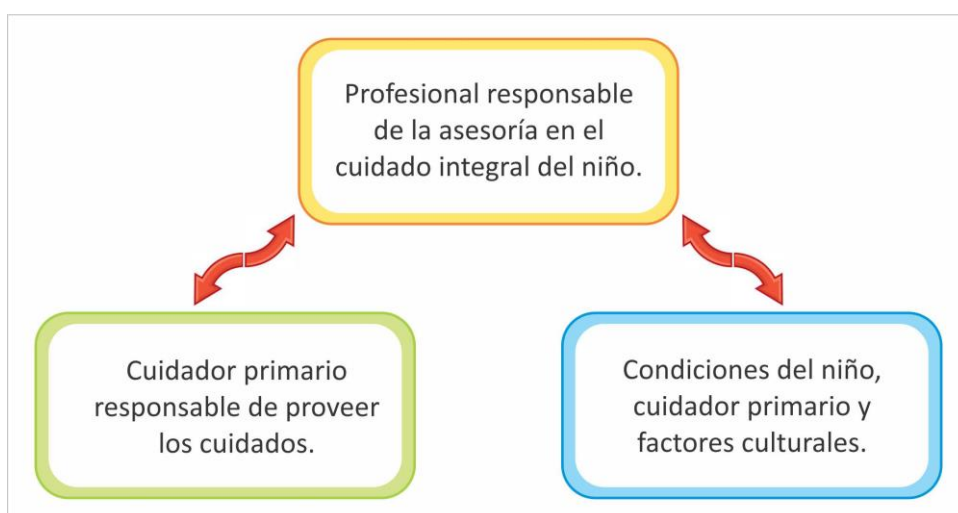 Profesional responsable
de la asesoría en el
cuidado integral del niño.
Cuidador primario
responsable de proveer
los cuidados.
Condiciones del niño,
cuidador primario y
factores culturales.